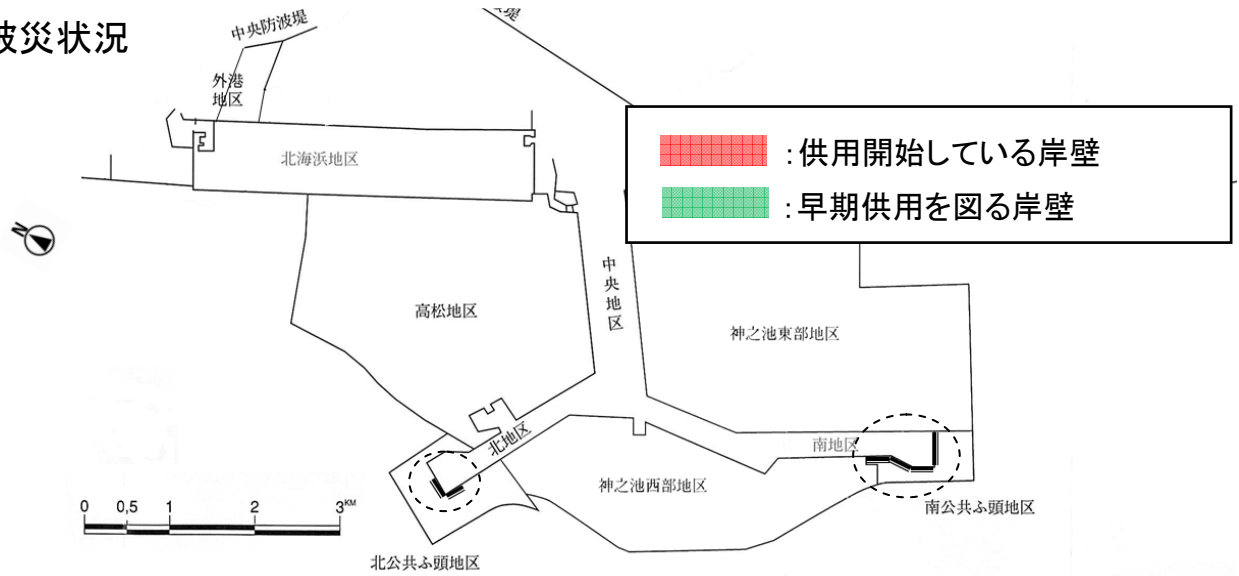 被災状況
中央防波堤
外港
地区
北海浜地区
：供用開始している岸壁
：早期供用を図る岸壁
N
中央地区
高松地区
神之池東部地区
北地区
南地区
神之池西部地区
南公共ふ頭地区
0 0,5 1 2 3KM
北公共ふ頭地区